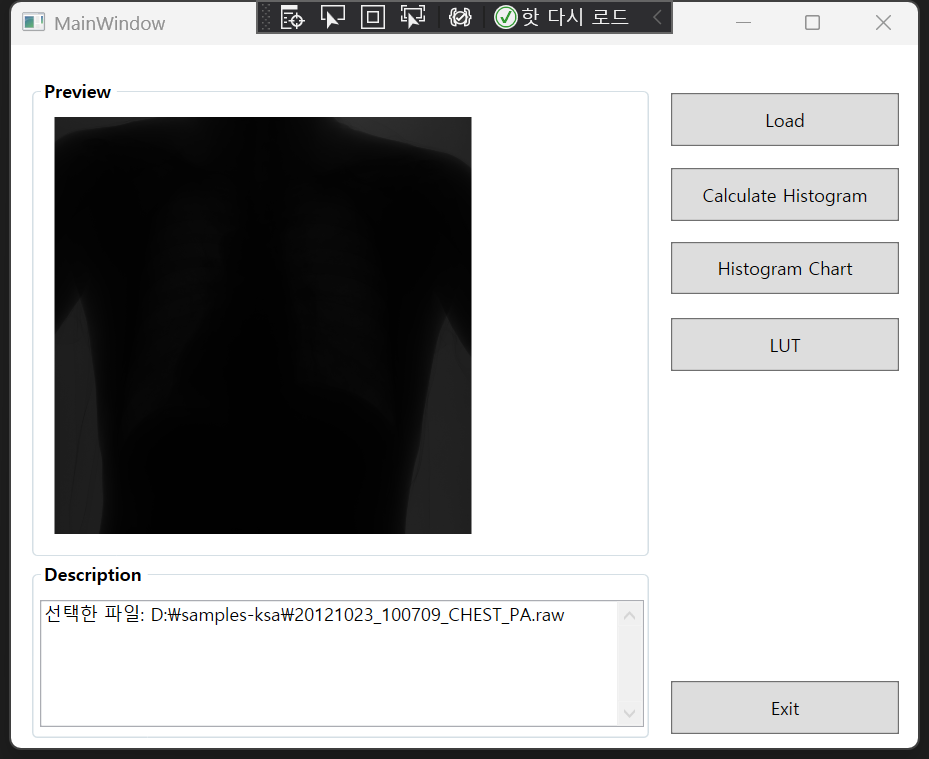 MainWindow
핫 다시 로드
Preview
Load
Calculate Histogram
Histogram Chart
LUT
Description
선택한 파일: D:₩samples-ksa₩20121023_100709_CHEST_PA.raw
Exit